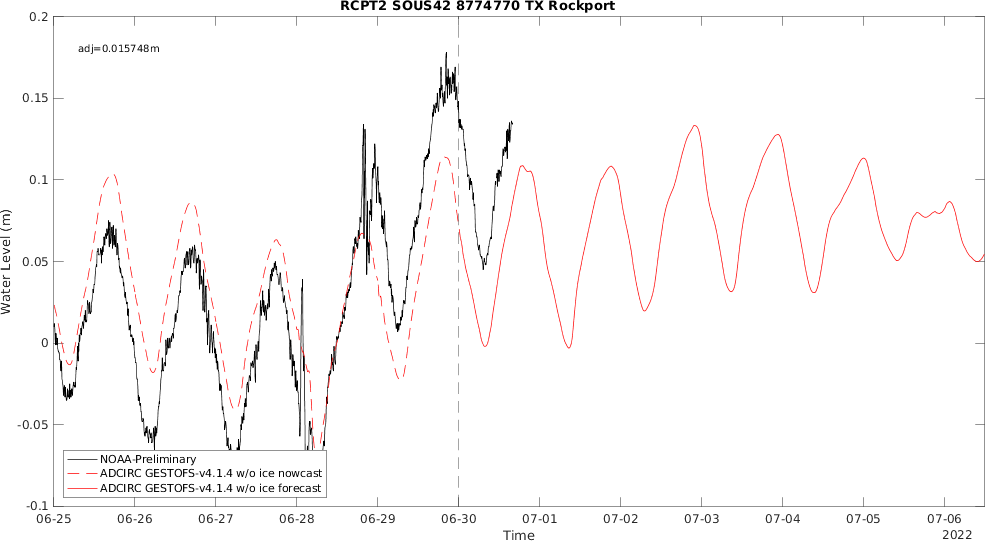 RCPT2 SOUS42 8774770 TX Rockport
adj=0.015748m
0.2
0.15
0.1
0.05
0
-0.05
-0.1
Water Level (m)
NOAA-Preliminary
ADCIRC GESTOFS-v4.1.4 w/o ice nowcast
ADCIRC GESTOFS-v4.1.4 w/o ice forecast
06-25 06-26 06-27 06-28 06-29 06-30 07-01 07-02 07-03 07-04 07-05 07-06
Time
2022